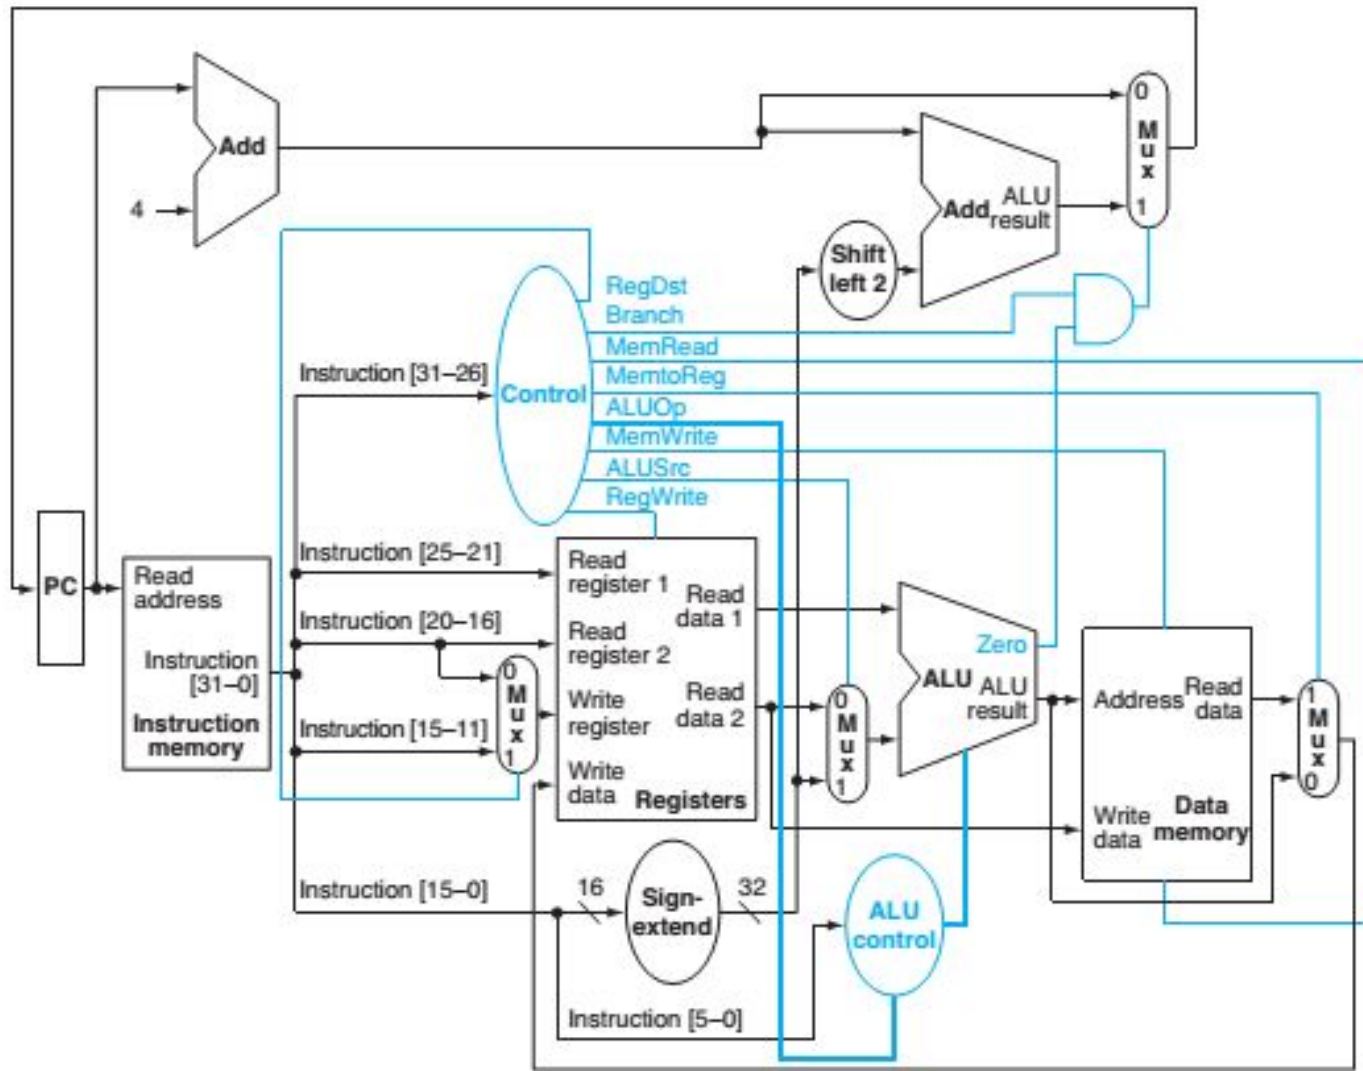 0
M
u
x
1
Add
4
Add
ALU
result
Shift
left 2
RegDst
Branch
MemRead
MemtoReg
ALUOp
MemWrite
ALUSrc
RegWrite
Instruction [31–26]
Control
PC
Read
address
Instruction
[31–0]
Instruction
memory
Instruction [25–21]
Instruction [20–16]
Instruction [15–11]
0
M
u
x
1
Read
register 1
Read
register 2
Write
register
Write
data
Read
data 1
Read
data 2
Registers
0
M
u
x
1
Zero
ALU
ALU
result
Address
Read
data
Write
data
Data
memory
1
M
u
x
0
Instruction [15–0]
16
Sign-
extend
32
ALU
control
Instruction [5–0]